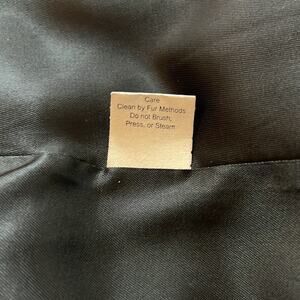 Care
Clean by Fur Methods
Do not Brush,
Press, or Steam